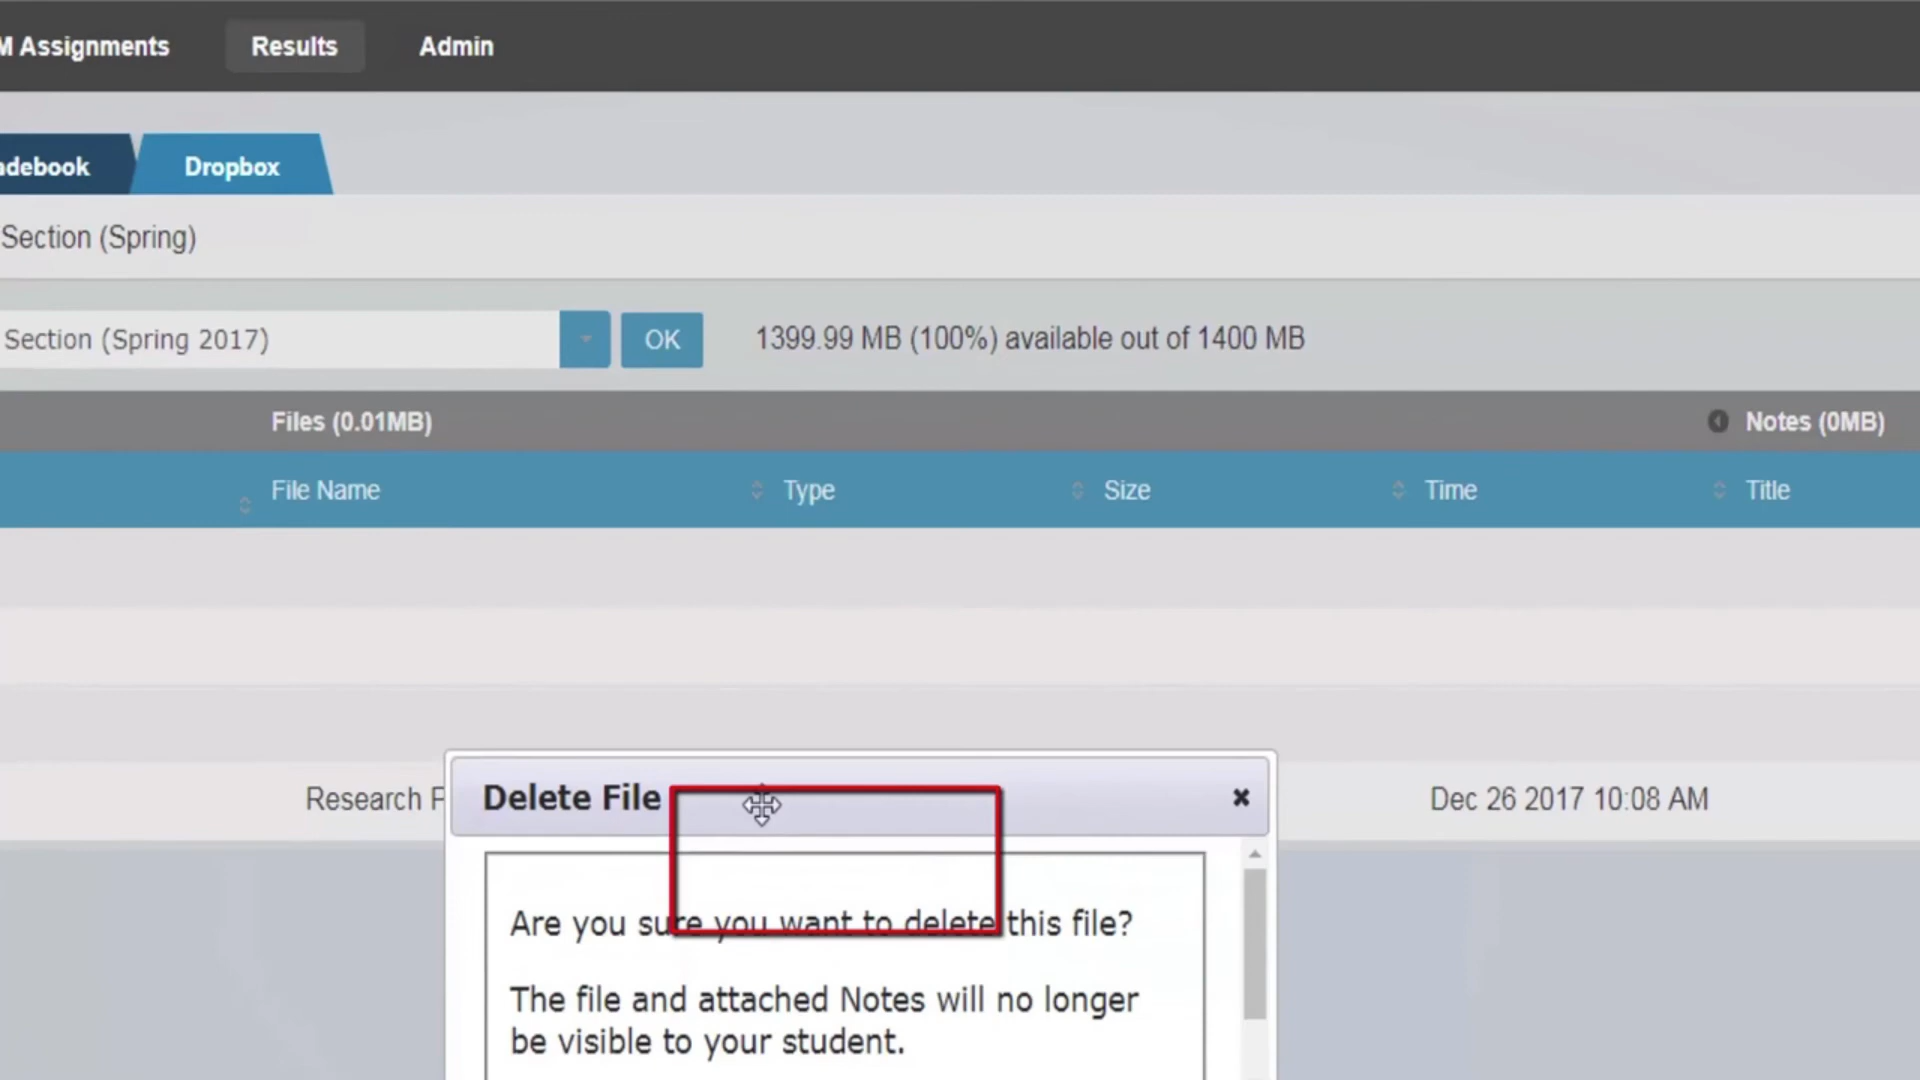 M Assignments Results Admin
adebook Dropbox
Section (Spring)
Section (Spring 2017) OK 1399.99 MB (100%) available out of 1400 MB
Files (0.01MB) Notes (0MB)
File Name Type Size Time Title
Research Dec 26 2017 10:08 AM
Delete File
Are you sure you want to delete this file?
The file and attached Notes will no longer
be visible to your student.